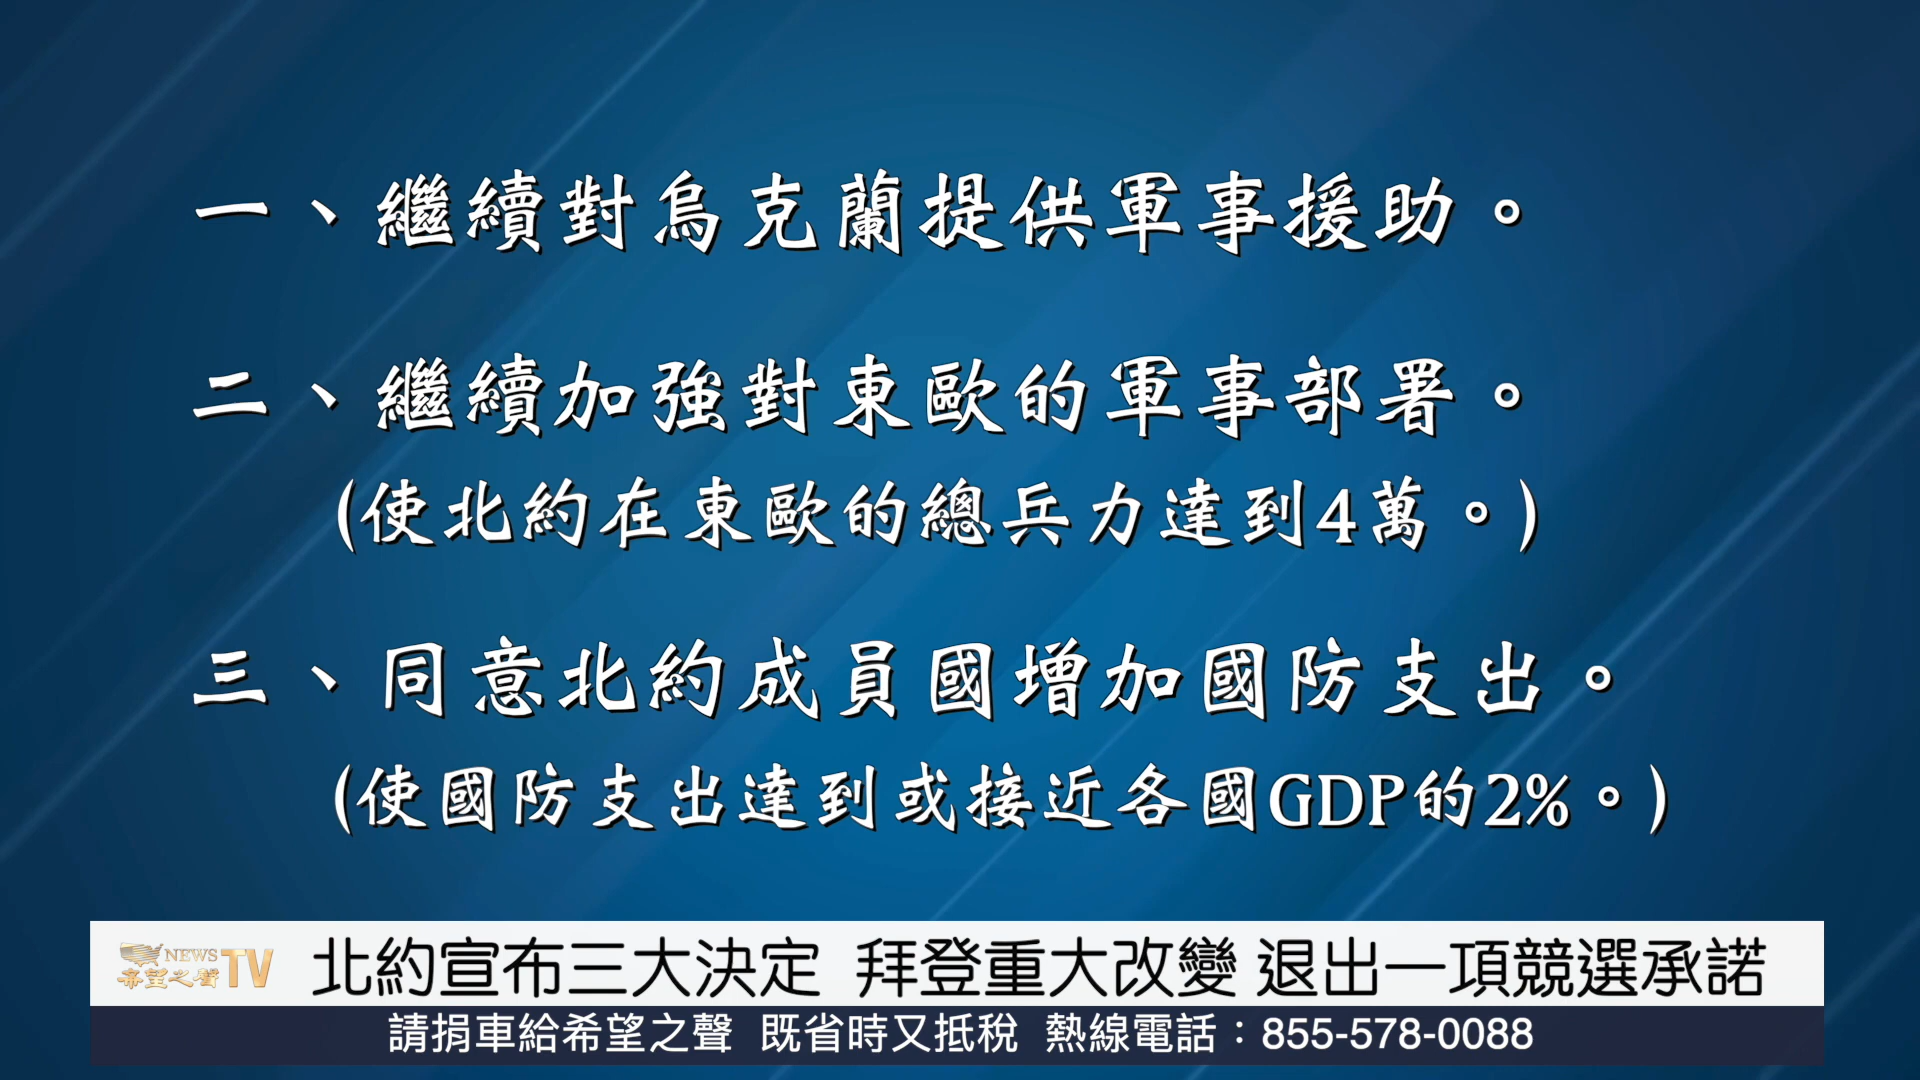 一、繼續對烏克蘭提供軍事援助。
二、繼續加強對東歐的軍事部署。
(使北約在東歐的總兵力達到4萬。)
三、同意北約成員國增加國防支出。
(使國防支出達到或接近各國GDP的2%。)
NEWS
希望之聲TV
北約宣布三大決定 拜登重大改變 退出一項競選承諾
請捐車給希望之聲 既省時又抵稅 熱線電話：855-578-0088